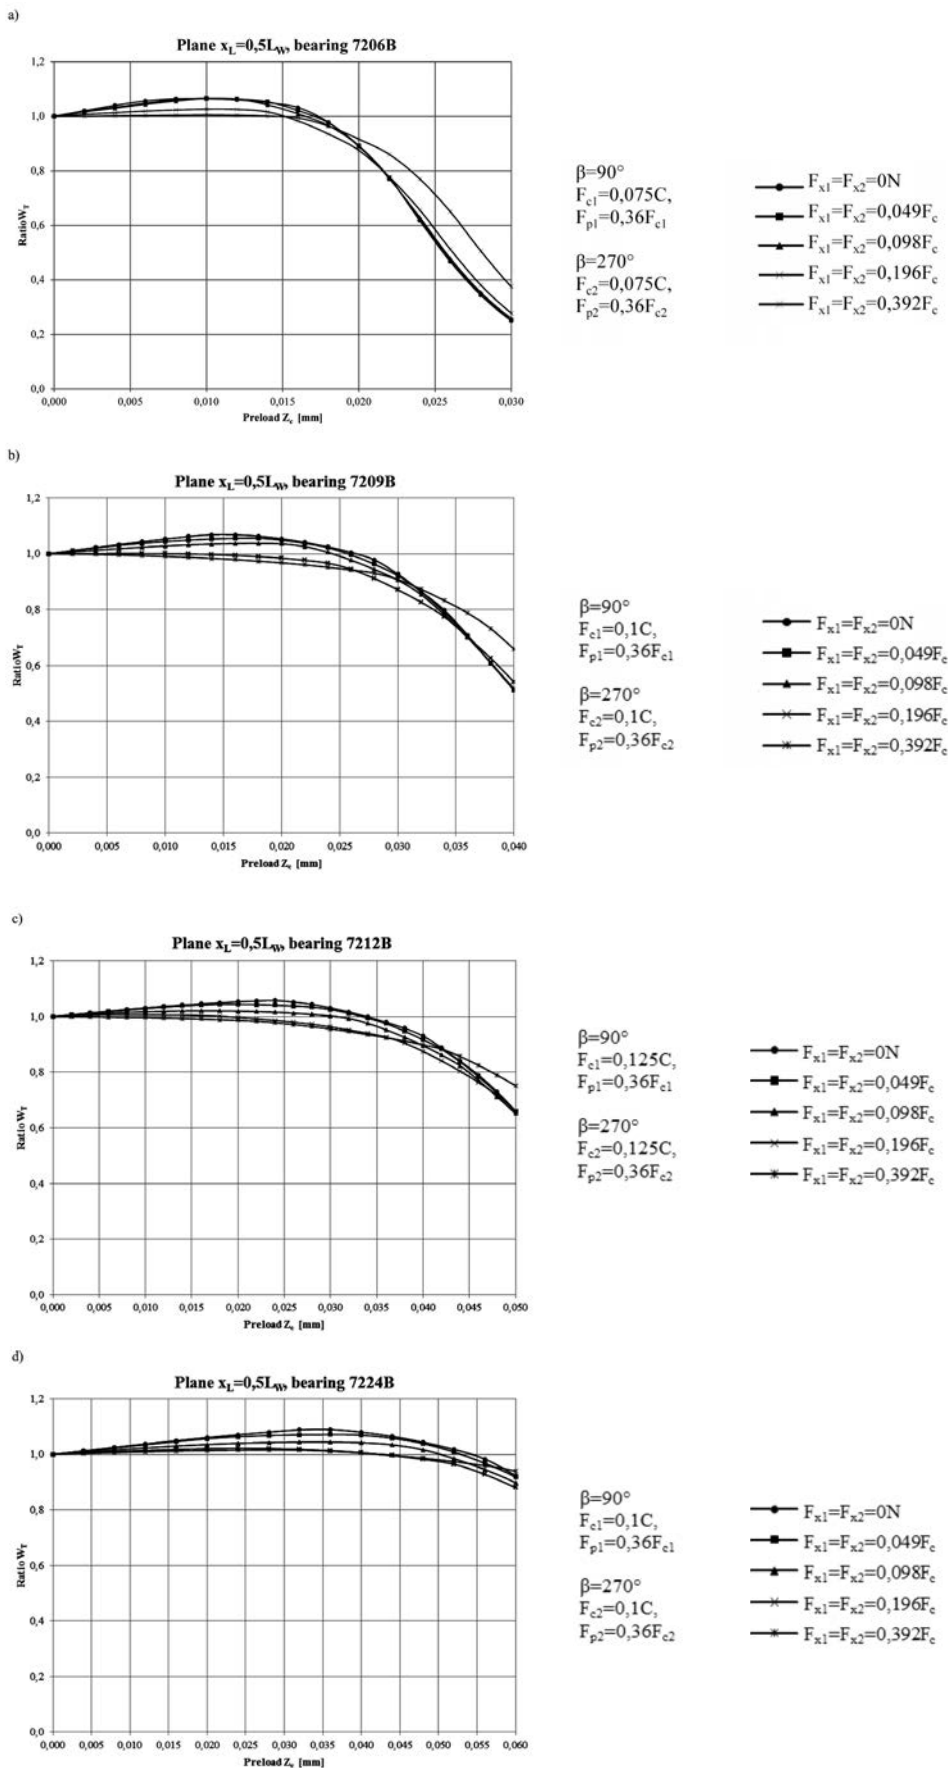 a)
Plane x_L=0,5L_W, bearing 7206B
1,2
1,0
0,8
0,6
0,4
0,2
0,0
Ratio W_T
0,000 0,005 0,010 0,015 0,020 0,025 0,030
Preload Z_c [mm]
β=90°
F_c1=0,075C,
F_p1=0,36F_c1
β=270°
F_c2=0,075C,
F_p2=0,36F_c2
F_x1=F_x2=0N
F_x1=F_x2=0,049F_c
F_x1=F_x2=0,098F_c
F_x1=F_x2=0,196F_c
F_x1=F_x2=0,392F_c
b)
Plane x_L=0,5L_W, bearing 7209B
1,2
1,0
0,8
0,6
0,4
0,2
0,0
Ratio W_T
0,000 0,005 0,010 0,015 0,020 0,025 0,030 0,035 0,040
Preload Z_c [mm]
β=90°
F_c1=0,1C,
F_p1=0,36F_c1
β=270°
F_c2=0,1C,
F_p2=0,36F_c2
F_x1=F_x2=0N
F_x1=F_x2=0,049F_c
F_x1=F_x2=0,098F_c
F_x1=F_x2=0,196F_c
F_x1=F_x2=0,392F_c
c)
Plane x_L=0,5L_W, bearing 7212B
1,2
1,0
0,8
0,6
0,4
0,2
0,0
Ratio W_T
0,000 0,005 0,010 0,015 0,020 0,025 0,030 0,035 0,040 0,045 0,050
Preload Z_c [mm]
β=90°
F_c1=0,125C,
F_p1=0,36F_c1
β=270°
F_c2=0,125C,
F_p2=0,36F_c2
F_x1=F_x2=0N
F_x1=F_x2=0,049F_c
F_x1=F_x2=0,098F_c
F_x1=F_x2=0,196F_c
F_x1=F_x2=0,392F_c
d)
Plane x_L=0,5L_W, bearing 7224B
1,2
1,0
0,8
0,6
0,4
0,2
0,0
Ratio W_T
0,000 0,005 0,010 0,015 0,020 0,025 0,030 0,035 0,040 0,045 0,050 0,055 0,060
Preload Z_c [mm]
β=90°
F_c1=0,1C,
F_p1=0,36F_c1
β=270°
F_c2=0,1C,
F_p2=0,36F_c2
F_x1=F_x2=0N
F_x1=F_x2=0,049F_c
F_x1=F_x2=0,098F_c
F_x1=F_x2=0,196F_c
F_x1=F_x2=0,392F_c